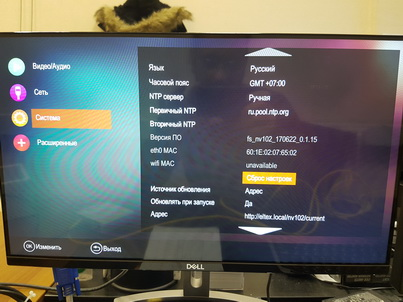 Язык Русский
Видео/Аудио
Часовой пояс GMT +07:00
Сеть
NTP сервер Ручная
Первичный NTP ru.pool.ntp.org
Система
Вторичный NTP
Версия ПО fs_nv102_170622_0.1.15
Расширенные
eth0 MAC 60:1E:02:07:65:02
wifi MAC unavailable
Сброс настроек
Источник обновления Адрес
Обновлять при запуске Да
Адрес http://eltex.local/nv102/current
OK Изменить Выход
DELL